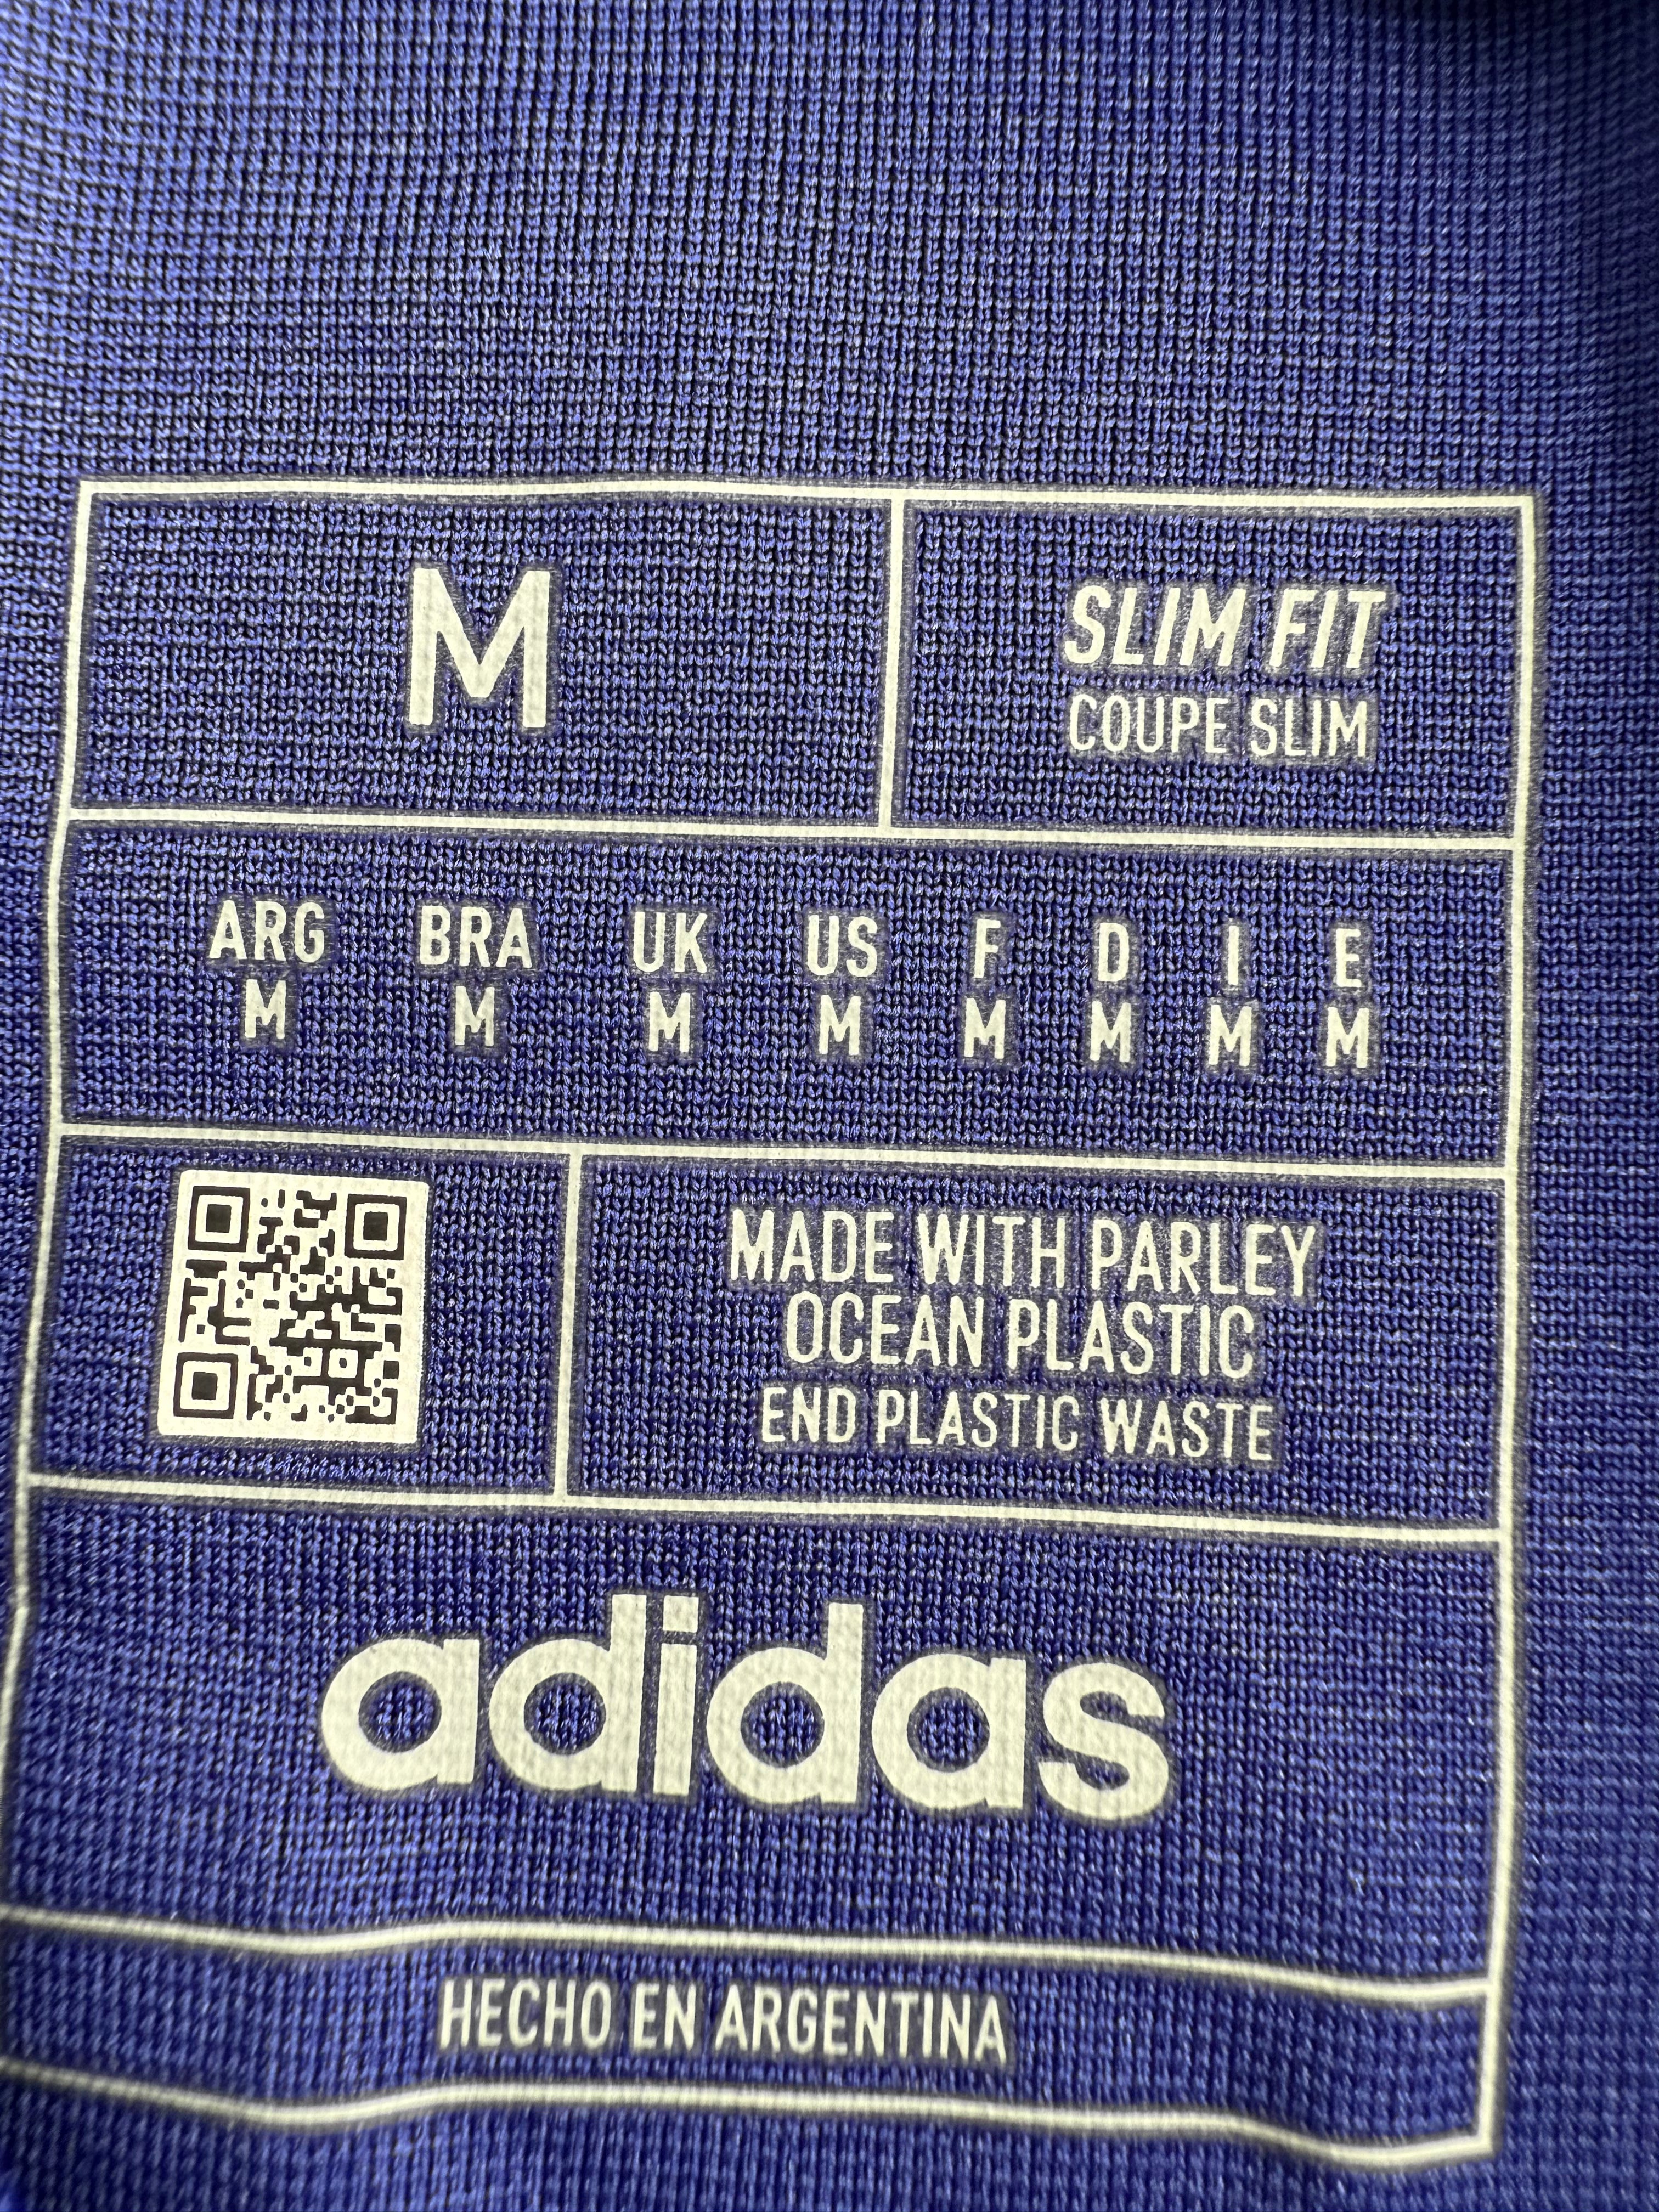 M
SLIM FIT
COUPE SLIM
ARG BRA UK US F D I E
M M M M M M M M
MADE WITH PARLEY
OCEAN PLASTIC
END PLASTIC WASTE
adidas
HECHO EN ARGENTINA